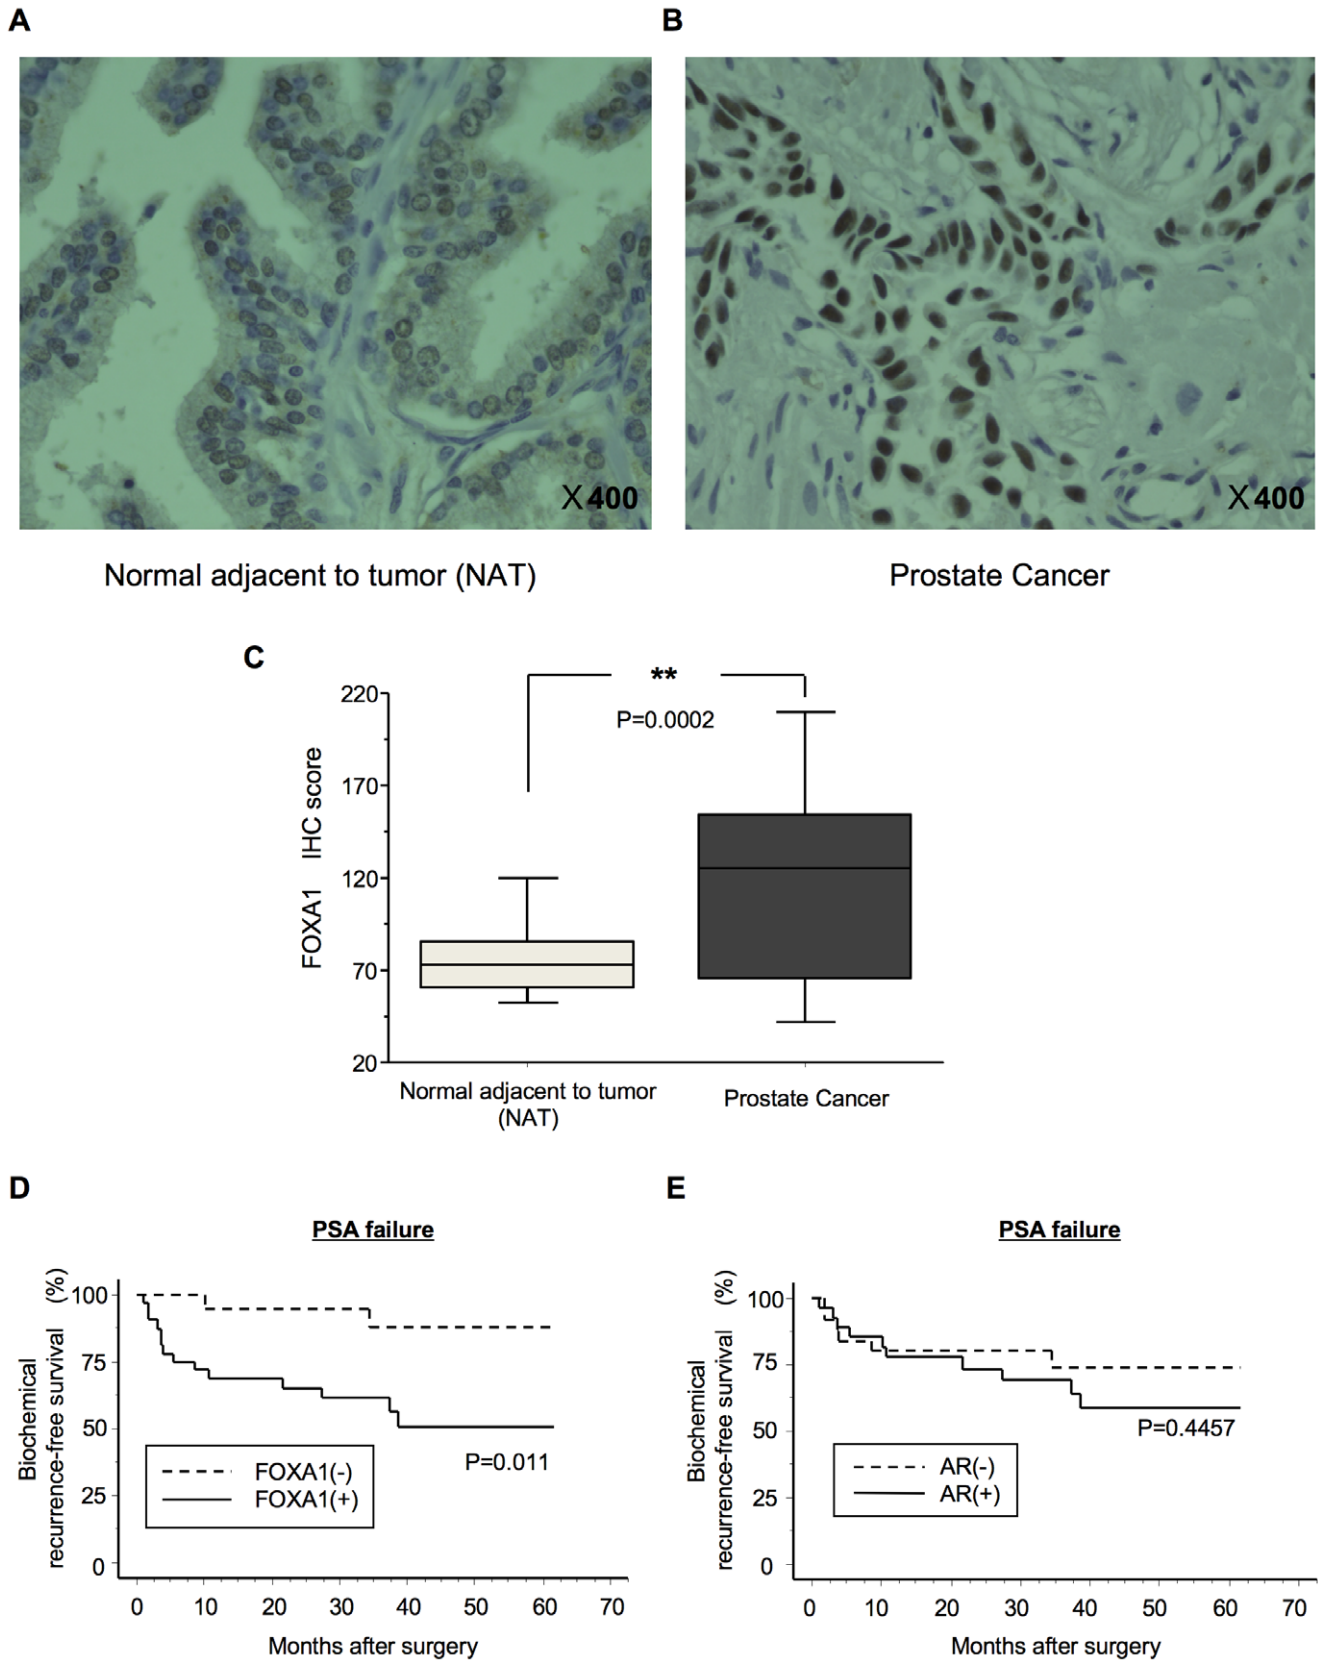 A
B
X400
X400
Normal adjacent to tumor (NAT)
Prostate Cancer
C
**
P=0.0002
220
170
120
70
20
FOXA1 IHC score
Normal adjacent to tumor
(NAT)
Prostate Cancer
D
PSA failure
Biochemical
recurrence-free survival (%)
100
75
50
25
0
P=0.011
FOXA1(-)
FOXA1(+)
0 10 20 30 40 50 60 70
Months after surgery
E
PSA failure
Biochemical
recurrence-free survival (%)
100
75
50
25
0
P=0.4457
AR(-)
AR(+)
0 10 20 30 40 50 60 70
Months after surgery